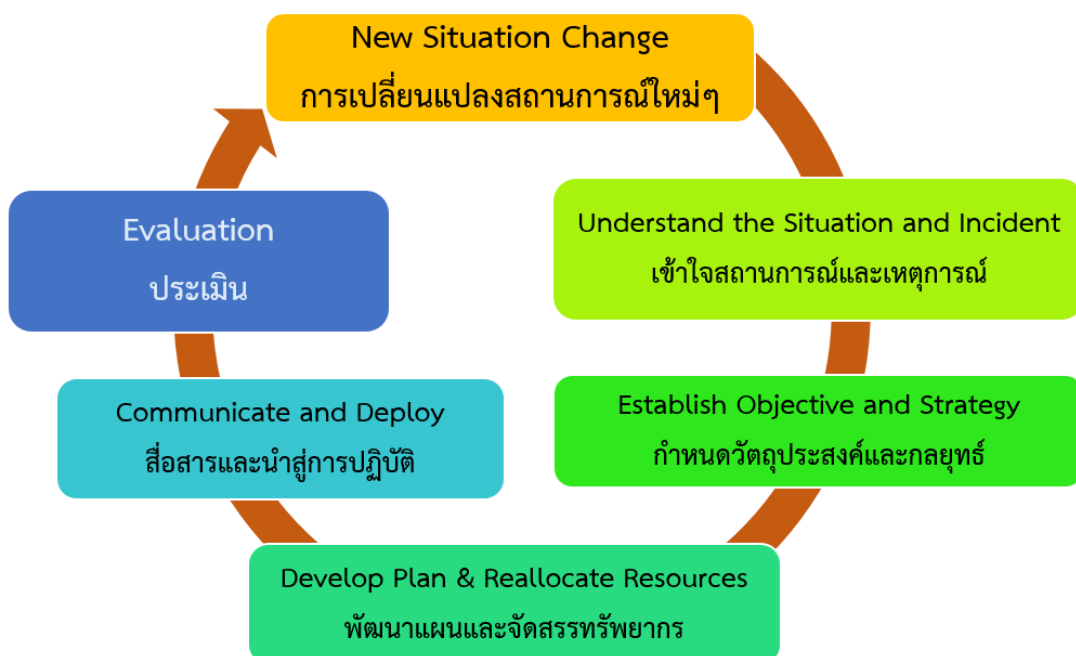 New Situation Change
การเปลี่ยนแปลงสถานการณ์ใหม่ๆ
Understand the Situation and Incident
เข้าใจสถานการณ์และเหตุการณ์
Establish Objective and Strategy
กำหนดวัตถุประสงค์และกลยุทธ์
Develop Plan & Reallocate Resources
พัฒนาแผนและจัดสรรทรัพยากร
Communicate and Deploy
สื่อสารและนำสู่การปฏิบัติ
Evaluation
ประเมิน